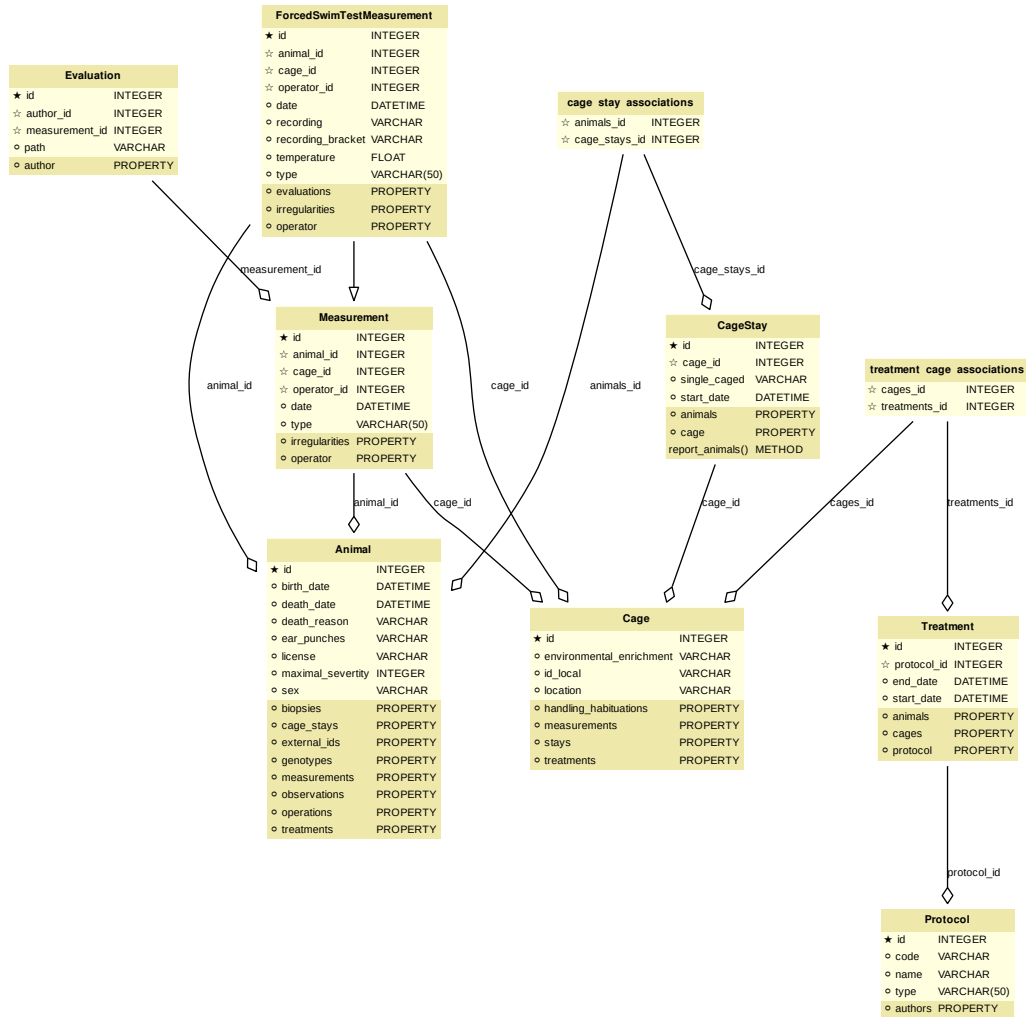 ForcedSwimTestMeasurement
★ id INTEGER
☆ animal_id INTEGER
☆ cage_id INTEGER
☆ operator_id INTEGER
○ date DATETIME
○ recording VARCHAR
○ recording_bracket VARCHAR
○ temperature FLOAT
○ type VARCHAR(50)
○ evaluations PROPERTY
○ irregularities PROPERTY
○ operator PROPERTY
Evaluation
★ id INTEGER
☆ author_id INTEGER
☆ measurement_id INTEGER
○ path VARCHAR
○ author PROPERTY
cage_stay_associations
☆ animals_id INTEGER
☆ cage_stays_id INTEGER
measurement_id
cage_stays_id
Measurement
★ id INTEGER
☆ animal_id INTEGER
☆ cage_id INTEGER
☆ operator_id INTEGER
○ date DATETIME
○ type VARCHAR(50)
○ irregularities PROPERTY
○ operator PROPERTY
CageStay
★ id INTEGER
☆ cage_id INTEGER
○ single_caged VARCHAR
○ start_date DATETIME
○ animals PROPERTY
○ cage PROPERTY
report_animals() METHOD
treatment_cage_associations
☆ cages_id INTEGER
☆ treatments_id INTEGER
animal_id
cage_id
animals_id
animal_id
cage_id
cage_id
cages_id
treatments_id
Animal
★ id INTEGER
○ birth_date DATETIME
○ death_date DATETIME
○ death_reason VARCHAR
○ ear_punches VARCHAR
○ license VARCHAR
○ maximal_severtity INTEGER
○ sex VARCHAR
○ biopsies PROPERTY
○ cage_stays PROPERTY
○ external_ids PROPERTY
○ genotypes PROPERTY
○ measurements PROPERTY
○ observations PROPERTY
○ operations PROPERTY
○ treatments PROPERTY
Cage
★ id INTEGER
○ environmental_enrichment VARCHAR
○ id_local VARCHAR
○ location VARCHAR
○ handling_habituations PROPERTY
○ measurements PROPERTY
○ stays PROPERTY
○ treatments PROPERTY
Treatment
★ id INTEGER
☆ protocol_id INTEGER
○ end_date DATETIME
○ start_date DATETIME
○ animals PROPERTY
○ cages PROPERTY
○ protocol PROPERTY
protocol_id
Protocol
★ id INTEGER
○ code VARCHAR
○ name VARCHAR
○ type VARCHAR(50)
○ authors PROPERTY